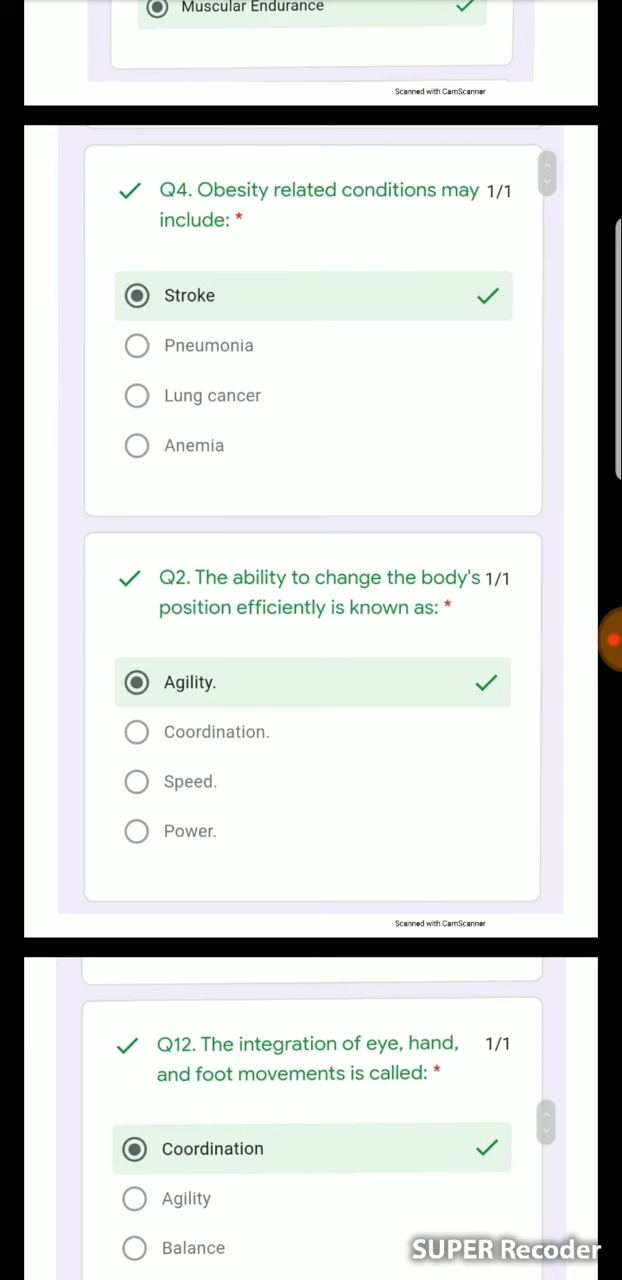 Muscular Endurance
Scanned with CamScanner
Q4. Obesity related conditions may 1/1
include: *
Stroke
Pneumonia
Lung cancer
Anemia
Q2. The ability to change the body's 1/1
position efficiently is known as: *
Agility.
Coordination.
Speed.
Power.
Scanned with CamScanner
Q12. The integration of eye, hand, 1/1
and foot movements is called: *
Coordination
Agility
Balance
SUPER Recoder